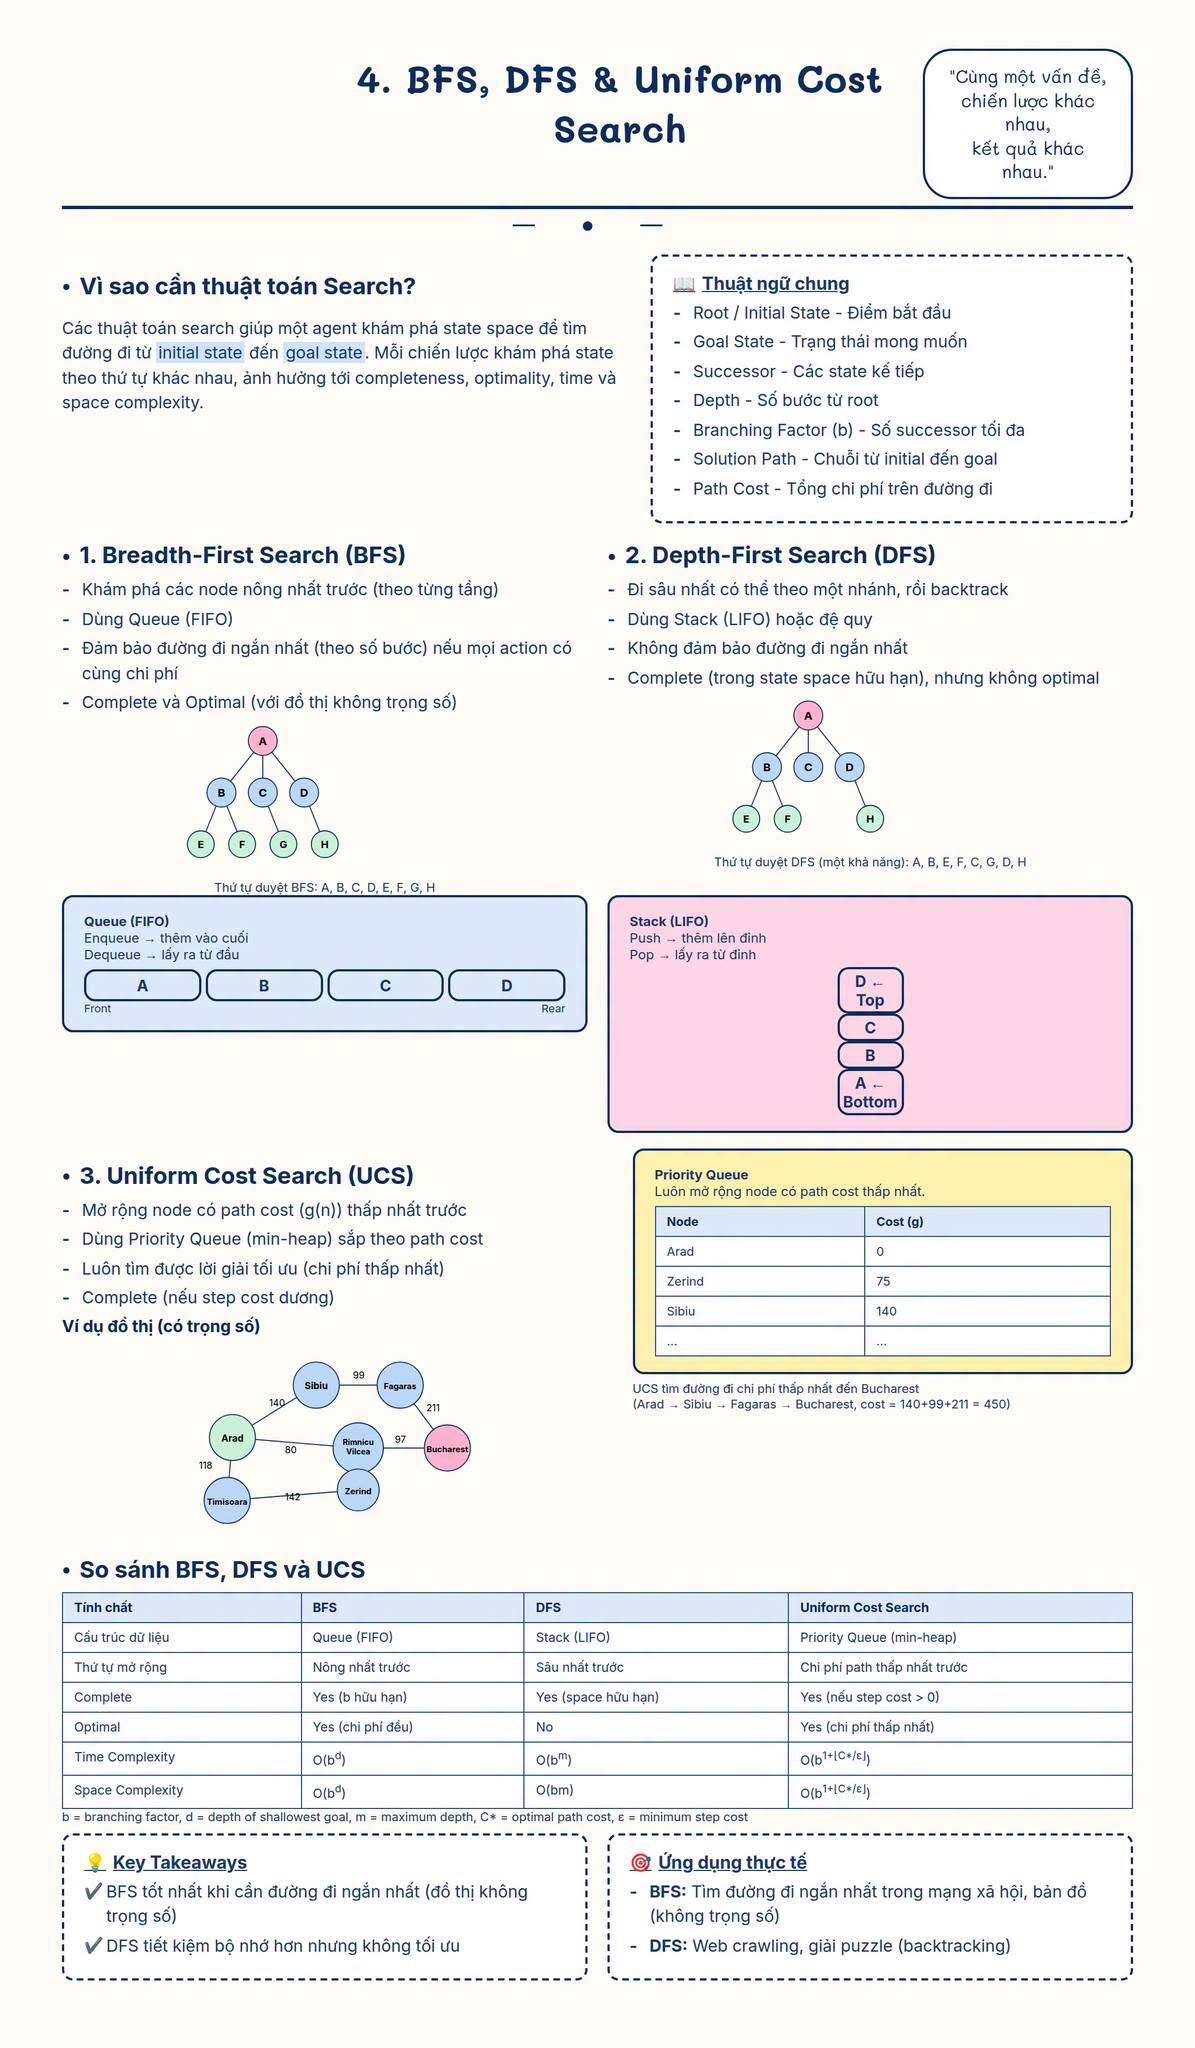 4. BFS, DFS & Uniform Cost
Search
"Cùng một vấn đề,
chiến lược khác
nhau,
kết quả khác
nhau."
• Vì sao cần thuật toán Search?
Các thuật toán search giúp một agent khám phá state space để tìm
đường đi từ initial state đến goal state. Mỗi chiến lược khám phá state
theo thứ tự khác nhau, ảnh hưởng tới completeness, optimality, time và
space complexity.
📖 Thuật ngữ chung
- Root / Initial State - Điểm bắt đầu
- Goal State - Trạng thái mong muốn
- Successor - Các state kế tiếp
- Depth - Số bước từ root
- Branching Factor (b) - Số successor tối đa
- Solution Path - Chuỗi từ initial đến goal
- Path Cost - Tổng chi phí trên đường đi
• 1. Breadth-First Search (BFS)
- Khám phá các node nông nhất trước (theo từng tầng)
- Dùng Queue (FIFO)
- Đảm bảo đường đi ngắn nhất (theo số bước) nếu mọi action có
cùng chi phí
- Complete và Optimal (với đồ thị không trọng số)
A
B C D
E F G H
Thứ tự duyệt BFS: A, B, C, D, E, F, G, H
Queue (FIFO)
Enqueue → thêm vào cuối
Dequeue → lấy ra từ đầu
A B C D
Front Rear
• 2. Depth-First Search (DFS)
- Đi sâu nhất có thể theo một nhánh, rồi backtrack
- Dùng Stack (LIFO) hoặc đệ quy
- Không đảm bảo đường đi ngắn nhất
- Complete (trong state space hữu hạn), nhưng không optimal
A
B C D
E F H
Thứ tự duyệt DFS (một khả năng): A, B, E, F, C, G, D, H
Stack (LIFO)
Push → thêm lên đỉnh
Pop → lấy ra từ đỉnh
D ←
Top
C
B
A ←
Bottom
• 3. Uniform Cost Search (UCS)
- Mở rộng node có path cost (g(n)) thấp nhất trước
- Dùng Priority Queue (min-heap) sắp theo path cost
- Luôn tìm được lời giải tối ưu (chi phí thấp nhất)
- Complete (nếu step cost dương)
Ví dụ đồ thị (có trọng số)
Sibiu 99 Fagaras
140 211
Arad 80 Rimnicu
Vilcea 97 Bucharest
118
Timisoara 142 Zerind
Priority Queue
Luôn mở rộng node có path cost thấp nhất.
Node Cost (g)
Arad 0
Zerind 75
Sibiu 140
... ...
UCS tìm đường đi chi phí thấp nhất đến Bucharest
(Arad → Sibiu → Fagaras → Bucharest, cost = 140+99+211 = 450)
• So sánh BFS, DFS và UCS
Tính chất BFS DFS Uniform Cost Search
Cấu trúc dữ liệu Queue (FIFO) Stack (LIFO) Priority Queue (min-heap)
Thứ tự mở rộng Nông nhất trước Sâu nhất trước Chi phí path thấp nhất trước
Complete Yes (b hữu hạn) Yes (space hữu hạn) Yes (nếu step cost > 0)
Optimal Yes (chi phí đều) No Yes (chi phí thấp nhất)
Time Complexity O(b^d) O(b^m) O(b^1+⌊C*/ε⌋)
Space Complexity O(b^d) O(bm) O(b^1+⌊C*/ε⌋)
b = branching factor, d = depth of shallowest goal, m = maximum depth, C* = optimal path cost, ε = minimum step cost
💡 Key Takeaways
✔ BFS tốt nhất khi cần đường đi ngắn nhất (đồ thị không
trọng số)
✔ DFS tiết kiệm bộ nhớ hơn nhưng không tối ưu
🎯 Ứng dụng thực tế
- BFS: Tìm đường đi ngắn nhất trong mạng xã hội, bản đồ
(không trọng số)
- DFS: Web crawling, giải puzzle (backtracking)